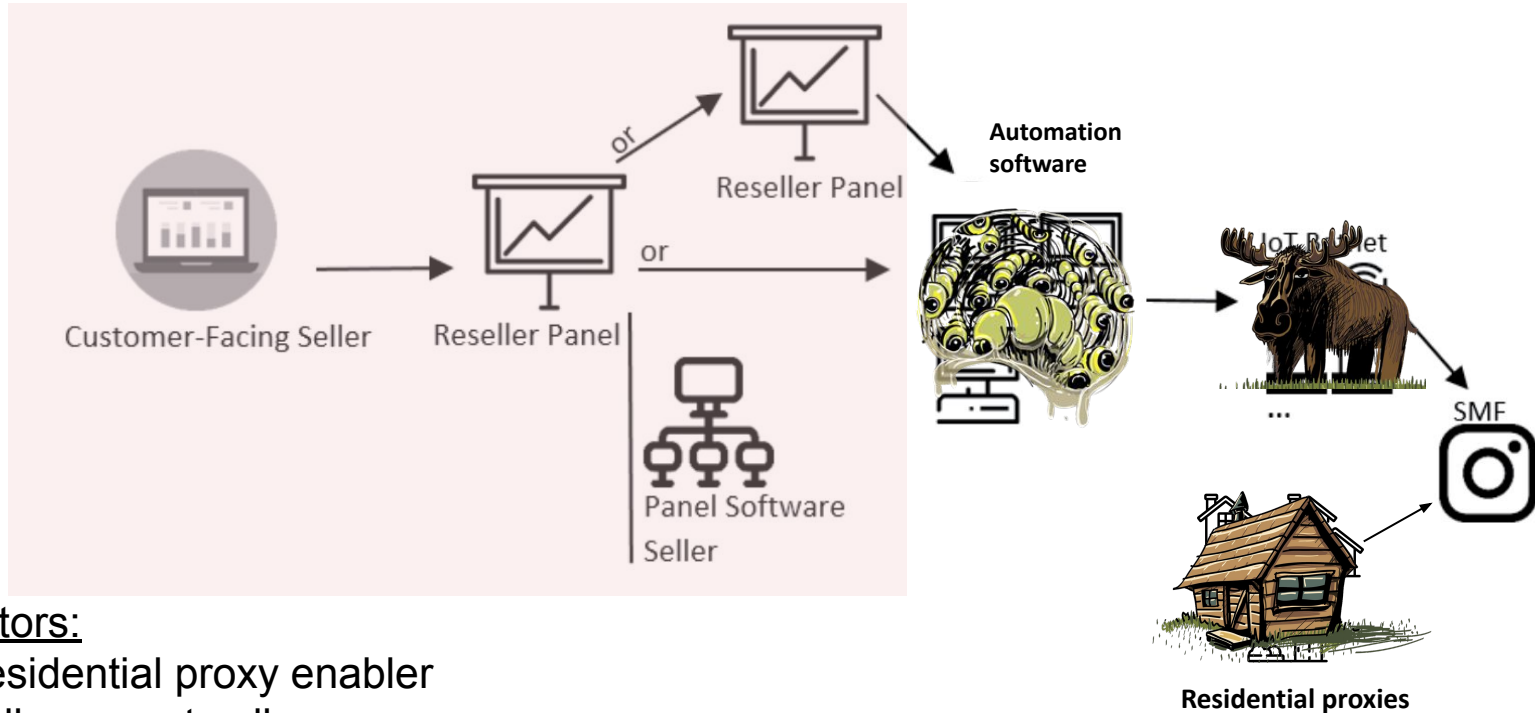 or
Reseller Panel
Automation
software
Customer-Facing Seller
Reseller Panel
or
Panel Software
Seller
IoT
...
SMF
Residential proxies
tors:
esidential proxy enabler